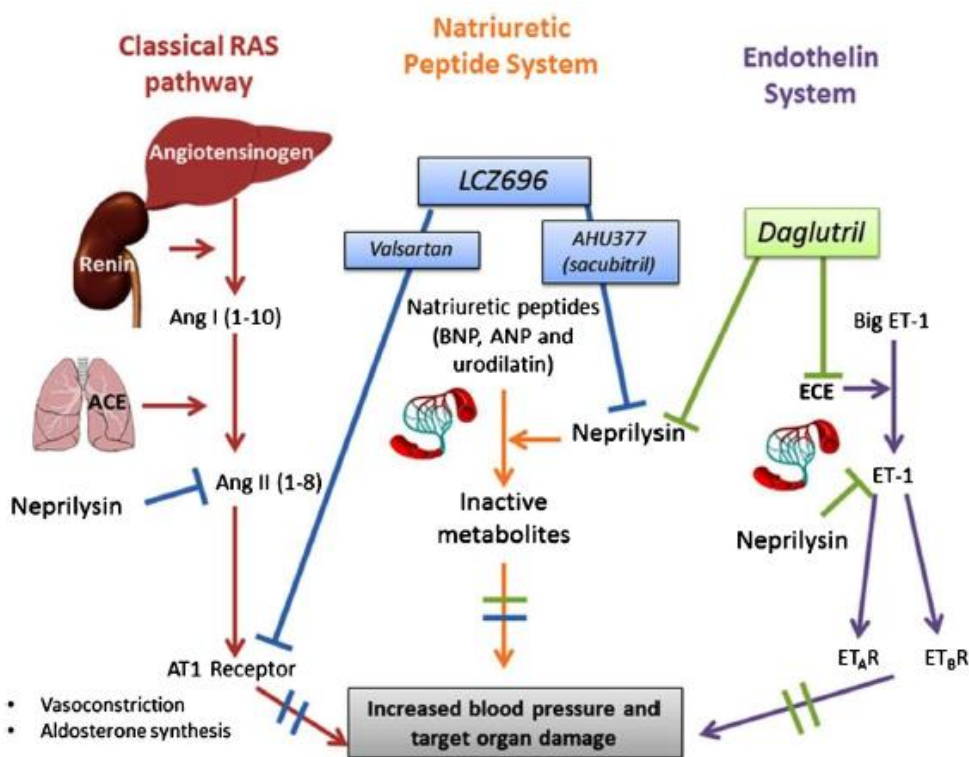 Classical RAS
pathway
Natriuretic
Peptide System
Endothelin
System
Angiotensinogen
Renin
Ang I (1-10)
ACE
Neprilysin
Ang II (1-8)
AT1 Receptor
• Vasoconstriction
• Aldosterone synthesis
LCZ696
Valsartan
AHU377
(sacubitril)
Natriuretic peptides
(BNP, ANP and
urodilatin)
Neprilysin
Inactive
metabolites
Increased blood pressure and
target organ damage
Daglutril
Big ET-1
ECE
ET-1
Neprilysin
ETAR
ETBR